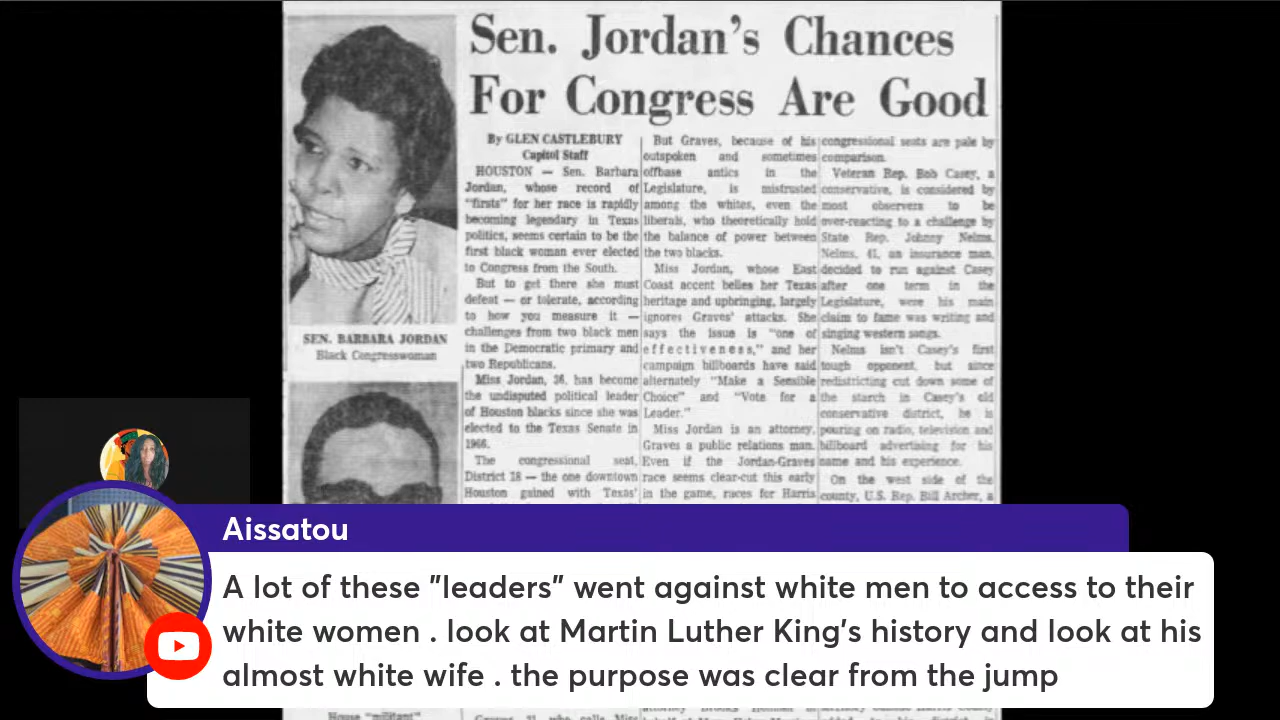 Sen. Jordan's Chances
For Congress Are Good
By GLEN CASTLEBURY
Capitol Staff
HOUSTON — Sen. Barbara
Jordan, whose record of
"firsts" for her race is rapidly
becoming legendary in Texas
politics, seems certain to be the
first black woman ever elected
to Congress from the South.
But to get there she must
defeat — or tolerate, according
to how you measure it —
challenges from two black men
in the Democratic primary and
two Republicans.
Miss Jordan, 36, has become
the undisputed political leader
of Houston blacks since she was
elected to the Texas Senate in
1966.
The congressional seat,
District 18 — the one downtown
Houston gained with Texas'
But Graves, because of his
outspoken and sometimes
offbase antics in the
Legislature, is mistrusted
among the whites, even the
liberals, who theoretically hold
the balance of power between
the two blacks.
Miss Jordan, whose East
Coast accent belies her Texas
heritage and upbringing, largely
ignores Graves' attacks. She
says the issue is "one of
effectiveness," and her
campaign billboards have said
alternately "Make a Sensible
Choice" and "Vote for a
Leader."
Miss Jordan is an attorney,
Graves a public relations man.
Even if the Jordan-Graves
race seems clear-cut this early
in the game, races for Harris
congressional seats are pale by
comparison.
Veteran Rep. Bob Casey, a
conservative, is considered by
most observers to be
over-reacting to a challenge by
State Rep. Johnny Nelms.
Nelms, 41, an insurance man,
decided to run against Casey
after one term in the
Legislature, were his main
claim to fame was writing and
singing western songs.
Nelms isn't Casey's first
tough opponent, but since
redistricting cut down some of
the starch in Casey's old
conservative district, he is
pouring on radio, television and
billboard advertising for his
name and his experience.
On the west side of the
county, U.S. Rep. Bill Archer, a
SEN. BARBARA JORDAN
Black Congresswoman
Aissatou
A lot of these "leaders" went against white men to access to their
white women . look at Martin Luther King's history and look at his
almost white wife . the purpose was clear from the jump
House "militant"